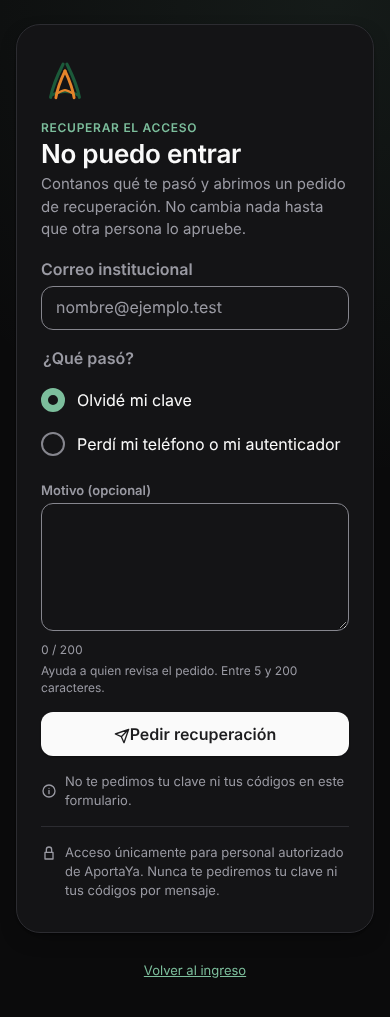 RECUPERAR EL ACCESO
No puedo entrar
Contanos qué te pasó y abrimos un pedido
de recuperación. No cambia nada hasta
que otra persona lo apruebe.
Correo institucional
nombre@ejemplo.test
¿Qué pasó?
Olvidé mi clave
Perdí mi teléfono o mi autenticador
Motivo (opcional)
0 / 200
Ayuda a quien revisa el pedido. Entre 5 y 200
caracteres.
Pedir recuperación
No te pedimos tu clave ni tus códigos en este
formulario.
Acceso únicamente para personal autorizado
de AportaYa. Nunca te pediremos tu clave ni
tus códigos por mensaje.
Volver al ingreso